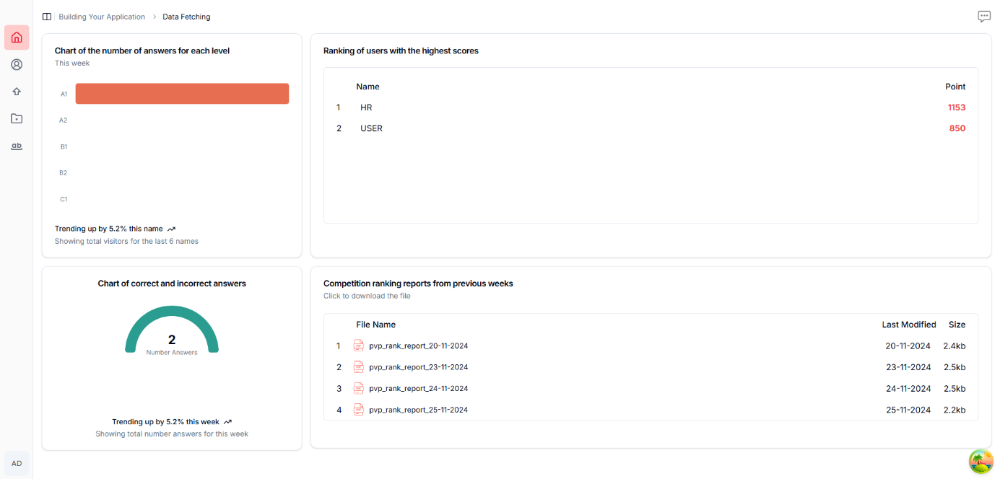 Building Your Application > Data Fetching
Chart of the number of answers for each level
This week
A1
A2
B1
B2
C1
Trending up by 5.2% this name
Showing total visitors for the last 6 names
Ranking of users with the highest scores
Name Point
1 HR 1153
2 USER 850
Chart of correct and incorrect answers
2
Number Answers
Trending up by 5.2% this week
Showing total number answers for this week
Competition ranking reports from previous weeks
Click to download the file
File Name Last Modified Size
1 pvp_rank_report_20-11-2024 20-11-2024 2.4kb
2 pvp_rank_report_23-11-2024 23-11-2024 2.5kb
3 pvp_rank_report_24-11-2024 24-11-2024 2.5kb
4 pvp_rank_report_25-11-2024 25-11-2024 2.2kb
ab
AD